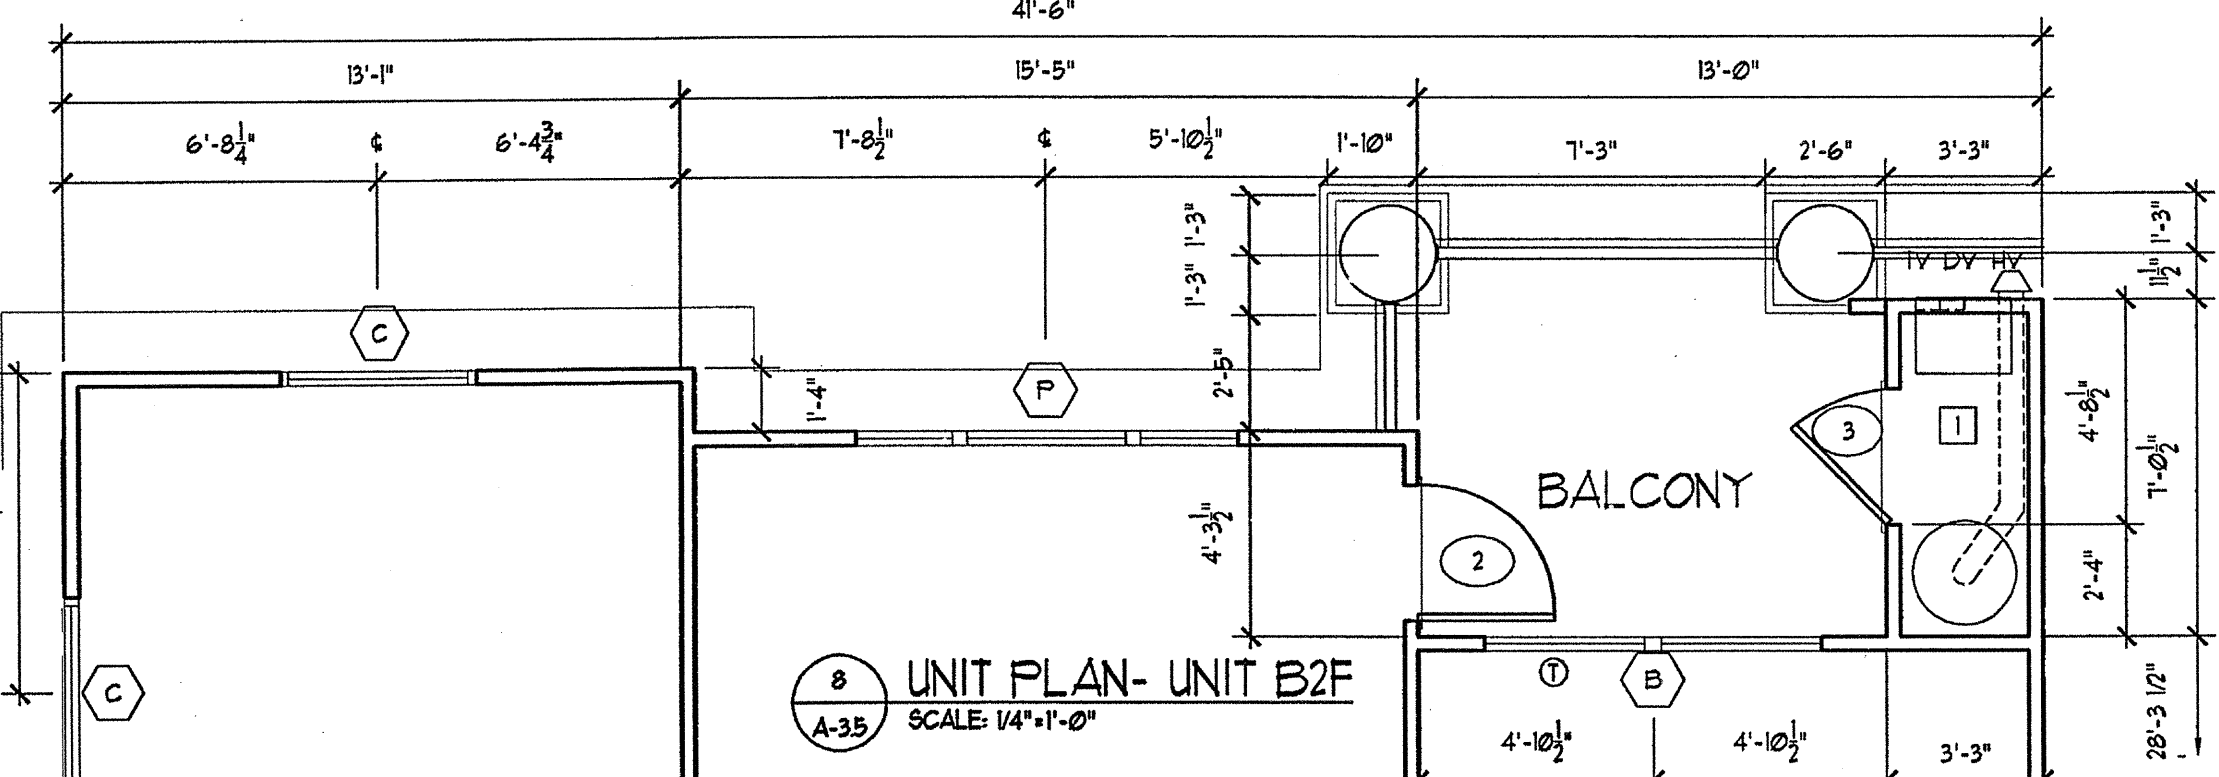 41'-6"
13'-1" 15'-5" 13'-0"
6'-8 1/4" ℄ 6'-4 3/4" 7'-8 1/2" ℄ 5'-10 1/2" 1'-10" 7'-3" 2'-6" 3'-3"
1'-3" 1'-3"
1'-3" 11 1/2"
TV DV HV
C
P
2'-5"
1'-4"
3
1
4'-8 1/2"
7'-0 1/2"
BALCONY
4'-3 1/2"
2
2'-4"
C
8 UNIT PLAN- UNIT B2F
A-3.5 SCALE: 1/4"=1'-0"
T
B
28'-3 1/2"
4'-10 1/2" 4'-10 1/2" 3'-3"